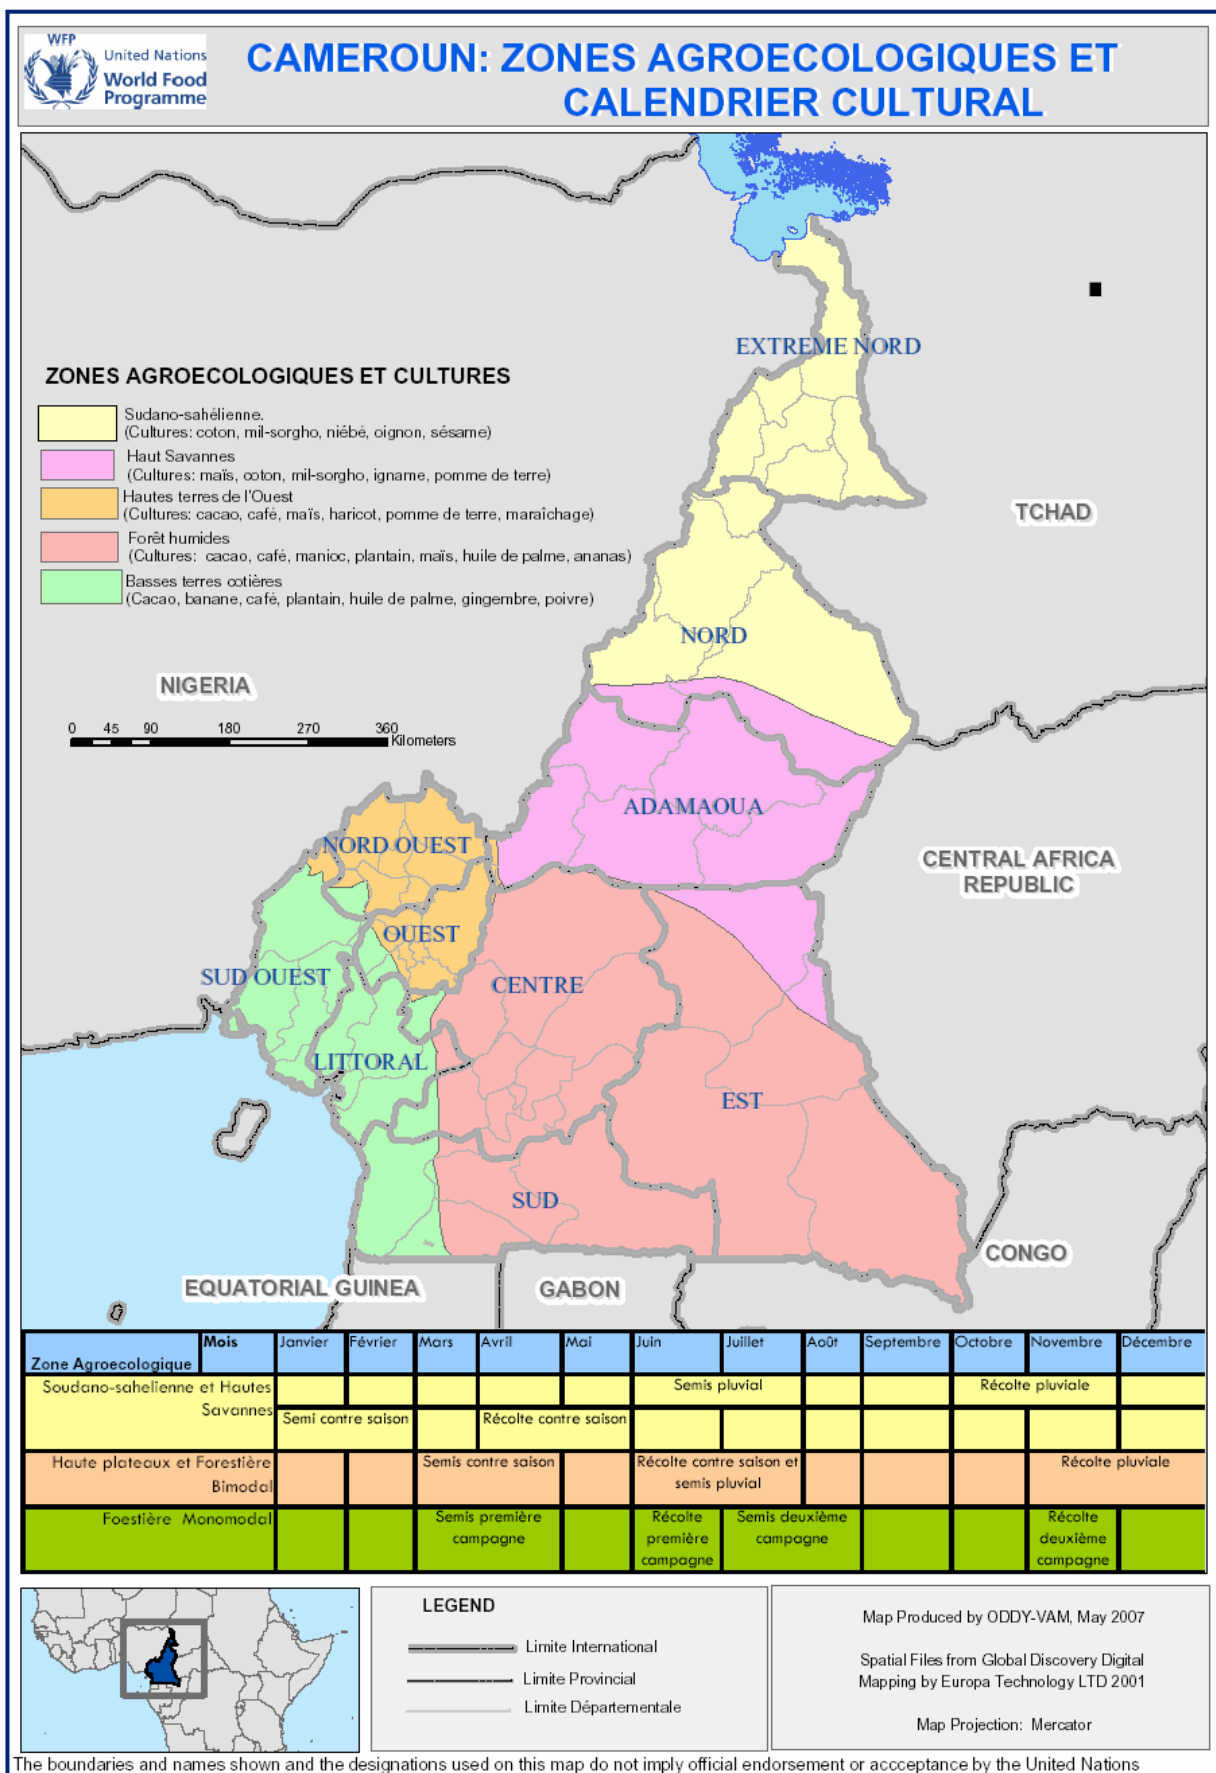 WFP
United Nations
World Food
Programme
CAMEROUN: ZONES AGROECOLOGIQUES ET
CALENDRIER CULTURAL
EXTREME NORD
ZONES AGROECOLOGIQUES ET CULTURES
Sudano-sahélienne.
(Cultures: coton, mil-sorgho, niébé, oignon, sésame)
Haut Savannes
(Cultures: maïs, coton, mil-sorgho, igname, pomme de terre)
Hautes terres de l'Ouest
(Cultures: cacao, café, maïs, haricot, pomme de terre, maraîchage)
Forêt humides
(Cultures: cacao, café, manioc, plantain, maïs, huile de palme, ananas)
Basses terres cotières
(Cacao, banane, café, plantain, huile de palme, gingembre, poivre)
TCHAD
NORD
NIGERIA
0 45 90 180 270 360
Kilometers
ADAMAOUA
NORD OUEST
CENTRAL AFRICA
REPUBLIC
OUEST
SUD OUEST
CENTRE
LITTORAL
EST
SUD
CONGO
EQUATORIAL GUINEA
GABON
Mois Janvier Février Mars Avril Mai Juin Juillet Août Septembre Octobre Novembre Décembre
Zone Agroecologique
Soudano-sahelienne et Hautes
Savannes
Semis pluvial
Récolte pluviale
Semi contre saison
Récolte contre saison
Haute plateaux et Forestière
Bimodal
Semis contre saison
Récolte contre saison et
semis pluvial
Récolte pluviale
Foestière Monomodal
Semis première
campagne
Récolte
première
campagne
Semis deuxième
campagne
Récolte
deuxième
campagne
LEGEND
Limite International
Limite Provincial
Limite Départementale
Map Produced by ODDY-VAM, May 2007
Spatial Files from Global Discovery Digital
Mapping by Europa Technology LTD 2001
Map Projection: Mercator
The boundaries and names shown and the designations used on this map do not imply official endorsement or accceptance by the United Nations